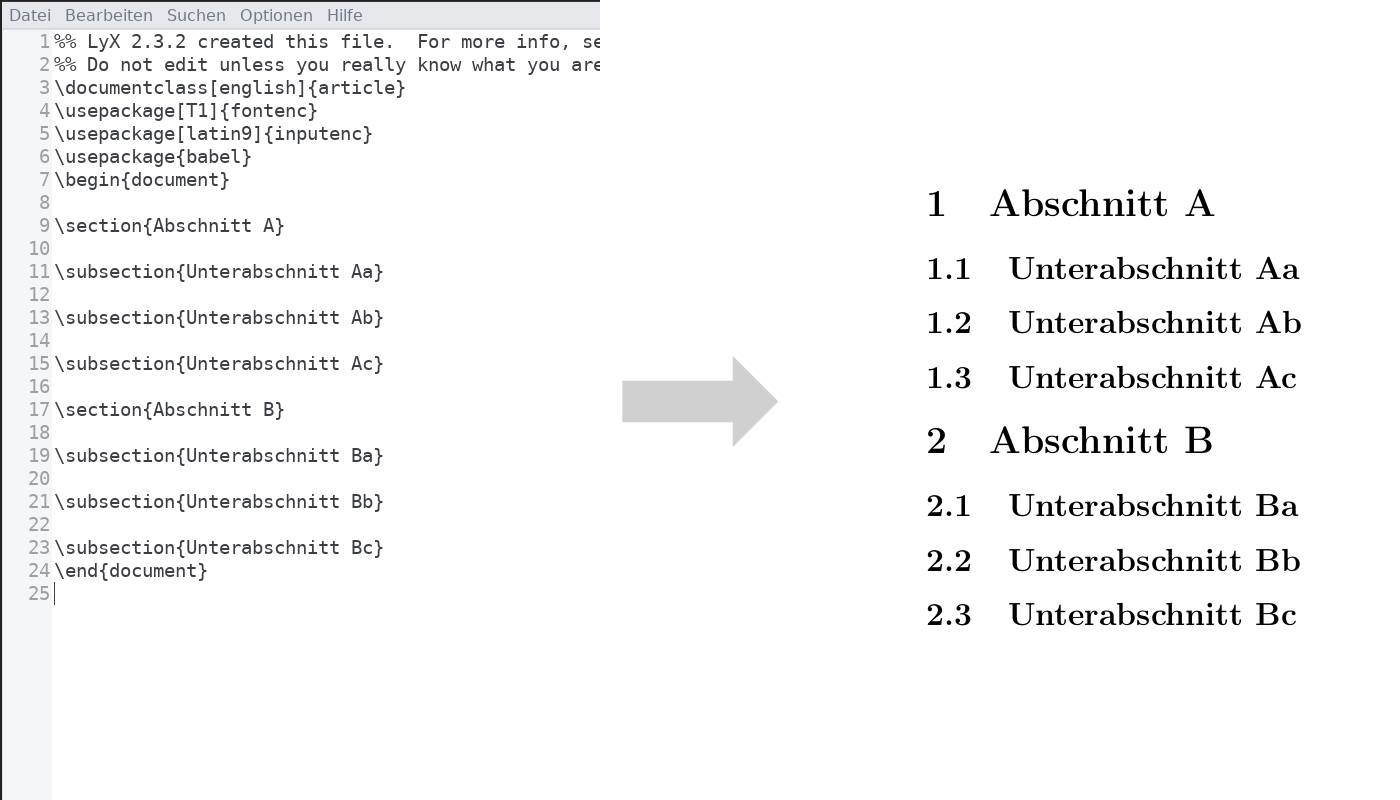 Datei Bearbeiten Suchen Optionen Hilfe
1 %% LyX 2.3.2 created this file.  For more info, se
2 %% Do not edit unless you really know what you are
3 \documentclass[english]{article}
4 \usepackage[T1]{fontenc}
5 \usepackage[latin9]{inputenc}
6 \usepackage{babel}
7 \begin{document}
8
9 \section{Abschnitt A}
10
11 \subsection{Unterabschnitt Aa}
12
13 \subsection{Unterabschnitt Ab}
14
15 \subsection{Unterabschnitt Ac}
16
17 \section{Abschnitt B}
18
19 \subsection{Unterabschnitt Ba}
20
21 \subsection{Unterabschnitt Bb}
22
23 \subsection{Unterabschnitt Bc}
24 \end{document}
25
1 Abschnitt A
1.1 Unterabschnitt Aa
1.2 Unterabschnitt Ab
1.3 Unterabschnitt Ac
2 Abschnitt B
2.1 Unterabschnitt Ba
2.2 Unterabschnitt Bb
2.3 Unterabschnitt Bc